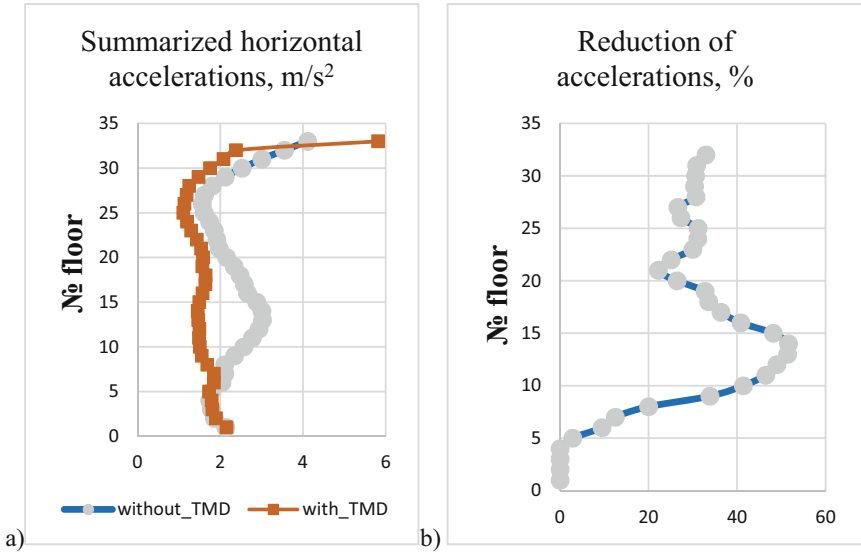 Summarized horizontal
accelerations, m/s²
35
30
25
20
15
10
5
0
№ floor
0 2 4 6
without_TMD with_TMD
a)
Reduction of
accelerations, %
35
30
25
20
15
10
5
0
№ floor
0 20 40 60
b)